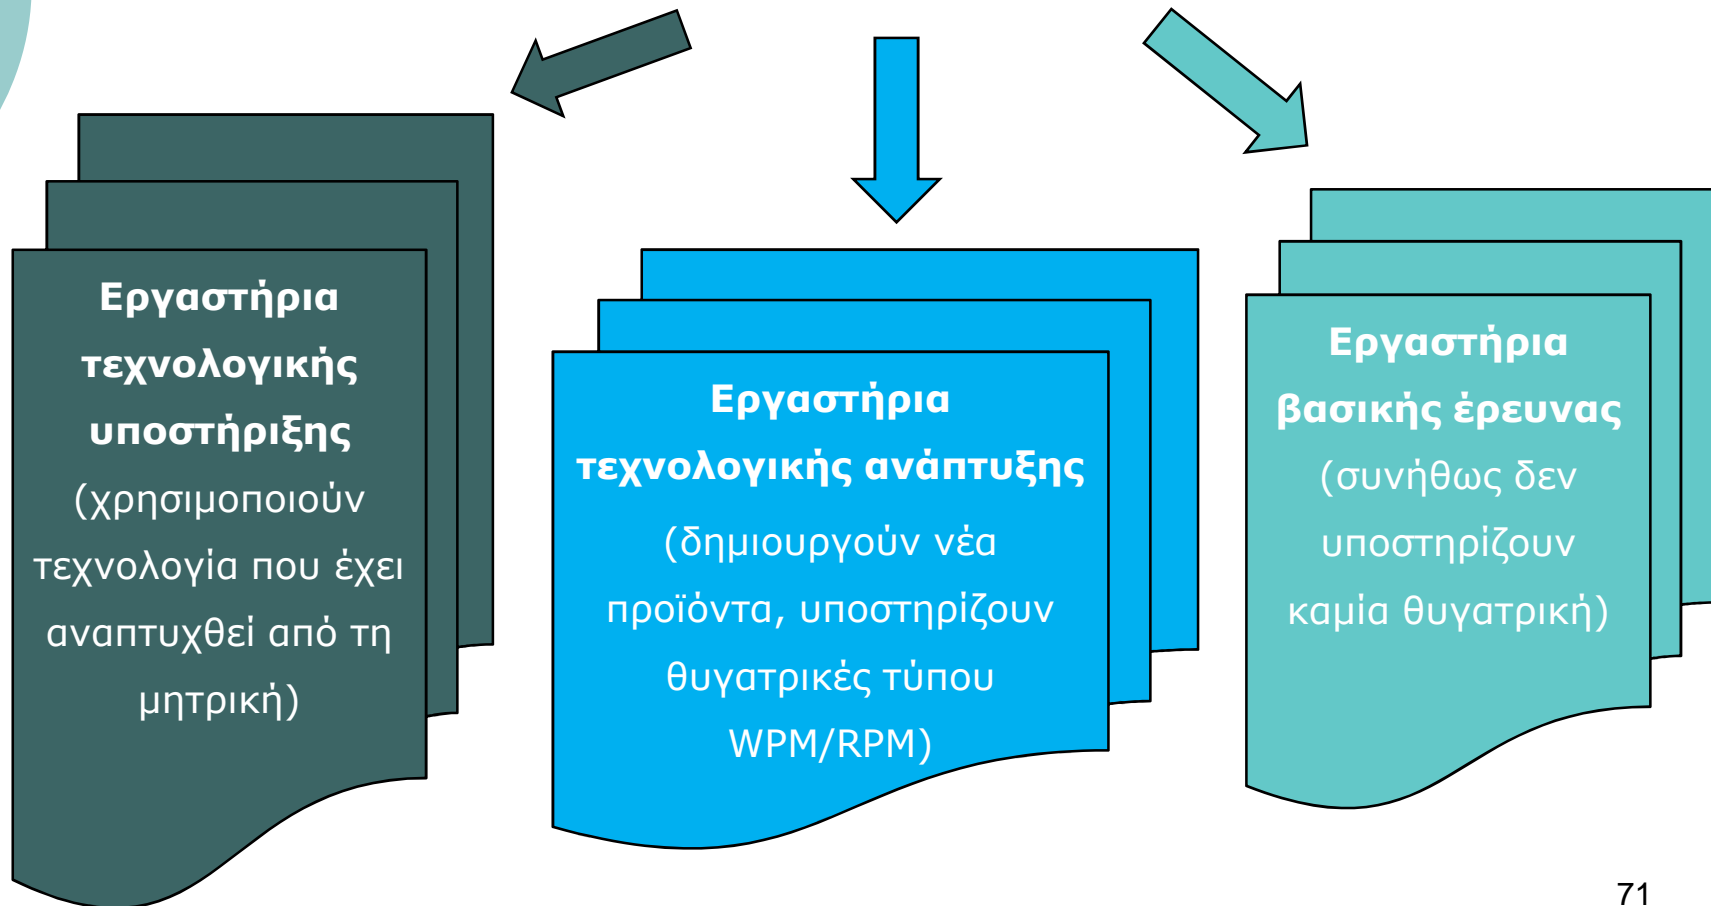 Εργαστήρια
τεχνολογικής
υποστήριξης
(χρησιμοποιούν
τεχνολογία που έχει
αναπτυχθεί από τη
μητρική)
Εργαστήρια
τεχνολογικής ανάπτυξης
(δημιουργούν νέα
προϊόντα, υποστηρίζουν
θυγατρικές τύπου
WPM/RPM)
Εργαστήρια
βασικής έρευνας
(συνήθως δεν
υποστηρίζουν
καμία θυγατρική)
71